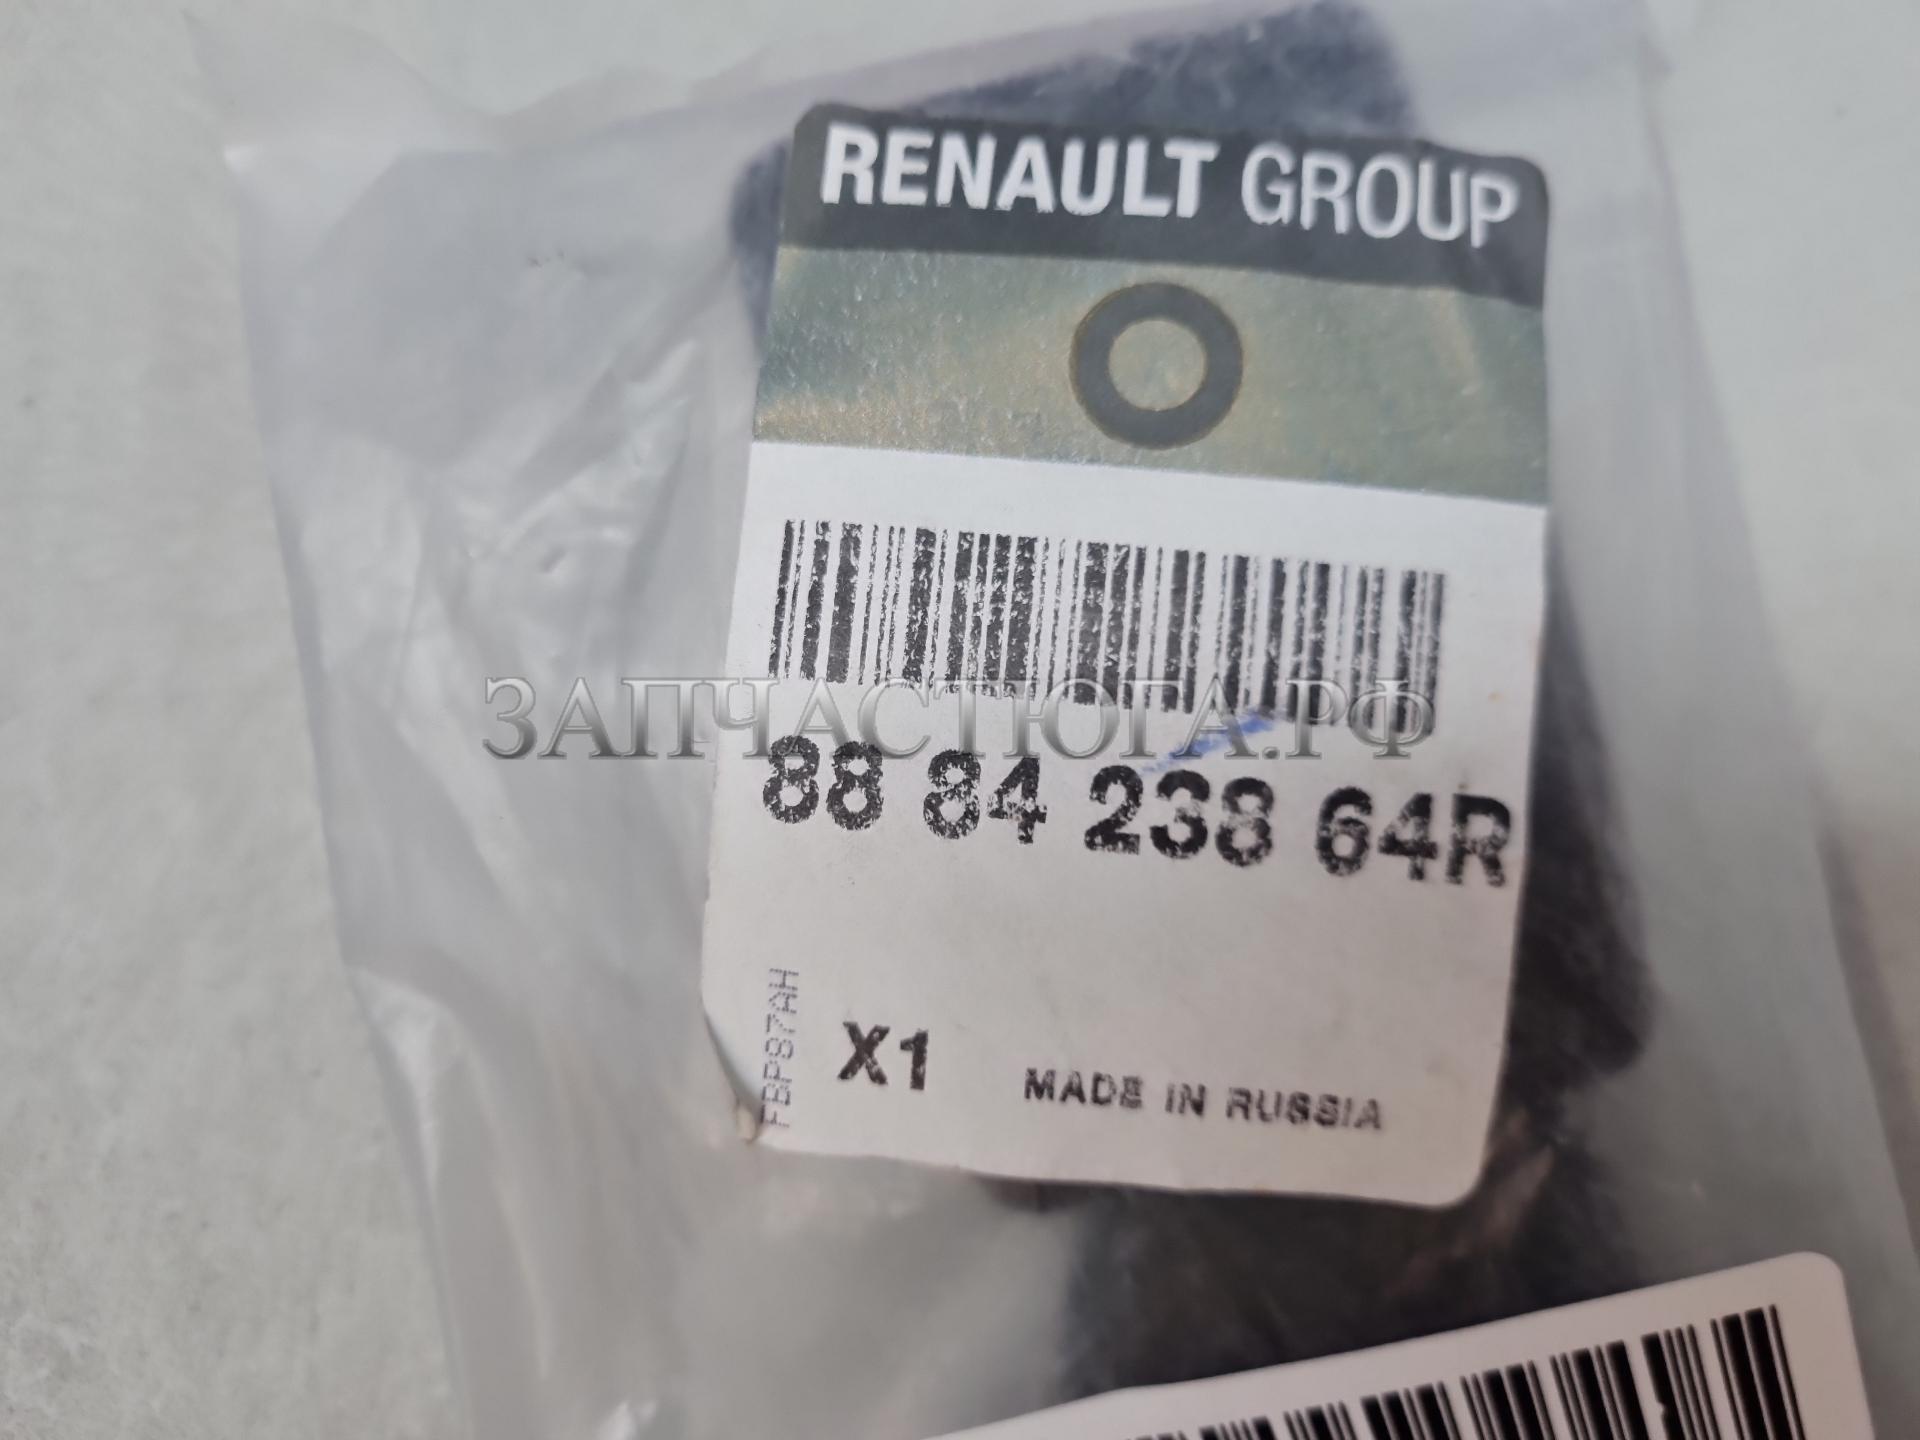 RENAULT GROUP
ЗАПЧАСТЮГА.РФ
88 84 238 64R
FBP87AH
X1 MADE IN RUSSIA